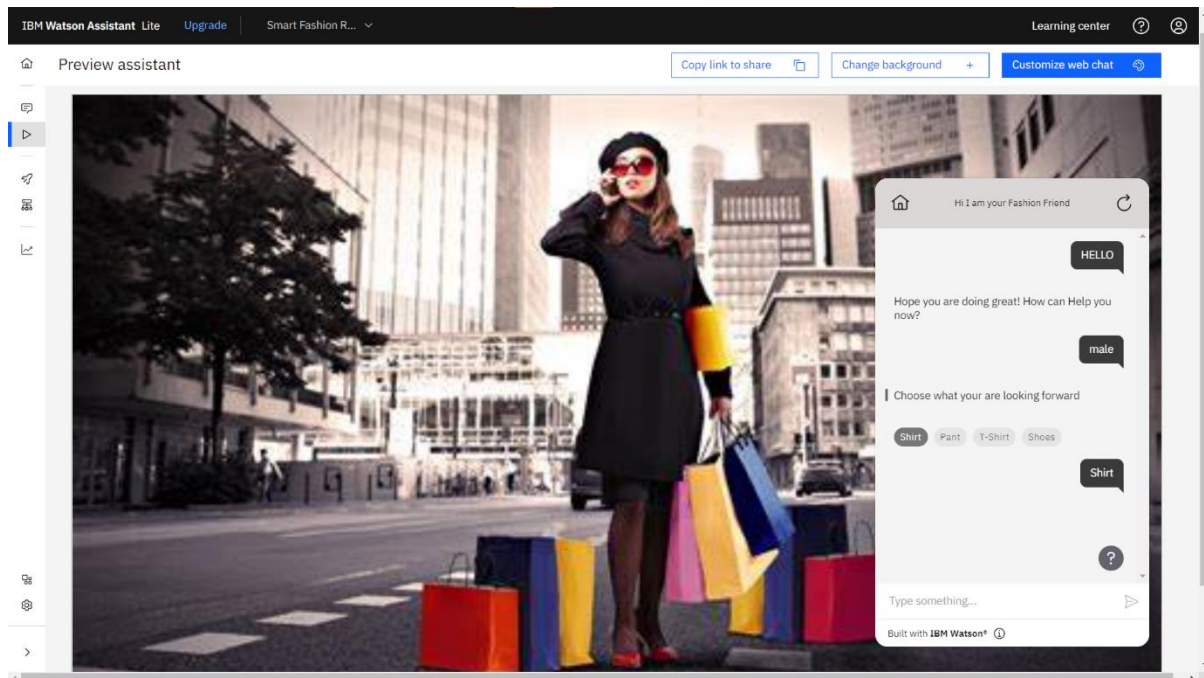 IBM Watson Assistant Lite Upgrade Smart Fashion R... Learning center
Preview assistant Copy link to share Change background + Customize web chat
Hi I am your Fashion Friend
HELLO
Hope you are doing great! How can Help you
now?
male
Choose what your are looking forward
Shirt Pant T-Shirt Shoes
Shirt
?
Type something...
Built with IBM Watson®